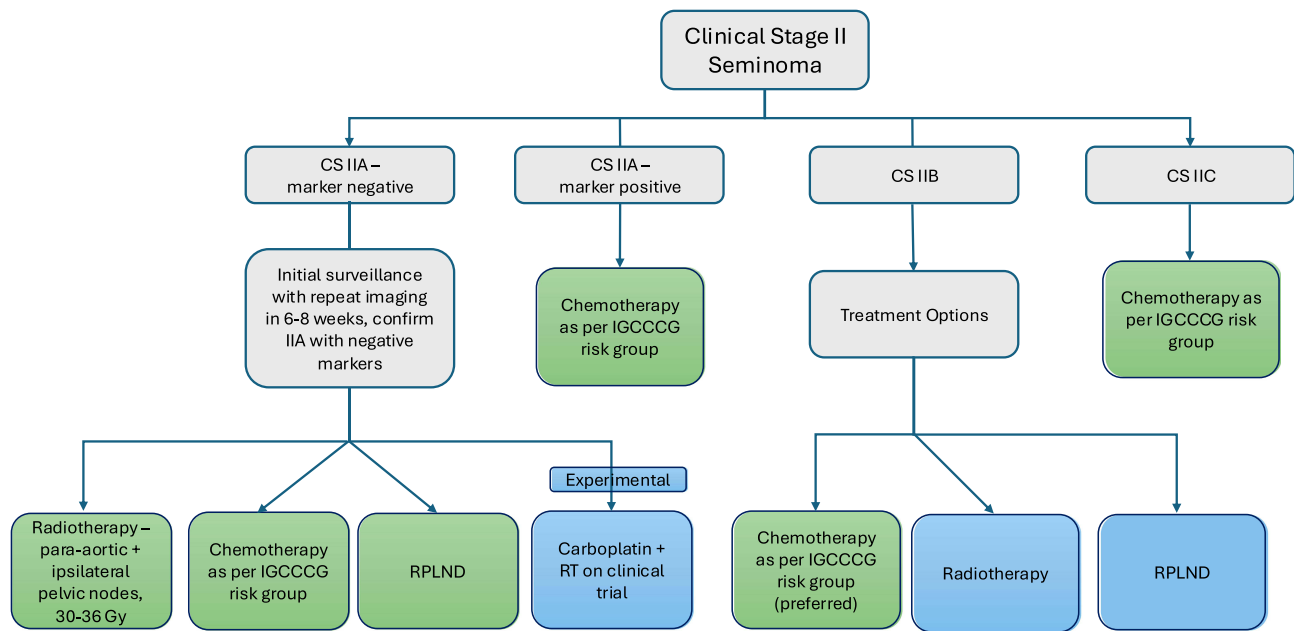 Clinical Stage II
Seminoma
CS IIA –
marker negative
CS IIA –
marker positive
CS IIB
CS IIC
Initial surveillance
with repeat imaging
in 6-8 weeks, confirm
IIA with negative
markers
Chemotherapy
as per IGCCCG
risk group
Treatment Options
Chemotherapy as
per IGCCCG risk
group
Experimental
Radiotherapy –
para-aortic +
ipsilateral
pelvic nodes,
30-36 Gy
Chemotherapy
as per IGCCCG
risk group
RPLND
Carboplatin +
RT on clinical
trial
Chemotherapy
as per IGCCCG
risk group
(preferred)
Radiotherapy
RPLND